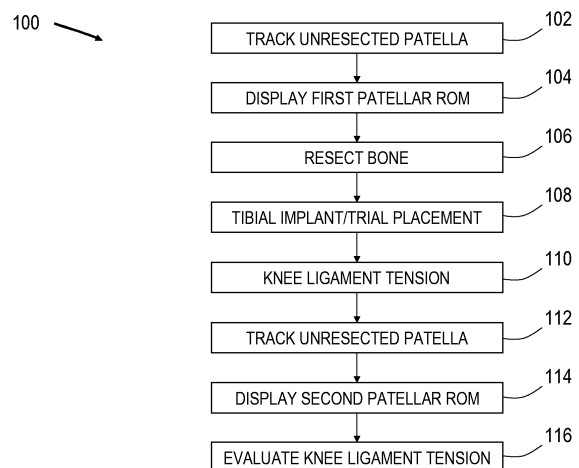 100
102
TRACK UNRESECTED PATELLA
104
DISPLAY FIRST PATELLAR ROM
106
RESECT BONE
108
TIBIAL IMPLANT/TRIAL PLACEMENT
110
KNEE LIGAMENT TENSION
112
TRACK UNRESECTED PATELLA
114
DISPLAY SECOND PATELLAR ROM
116
EVALUATE KNEE LIGAMENT TENSION